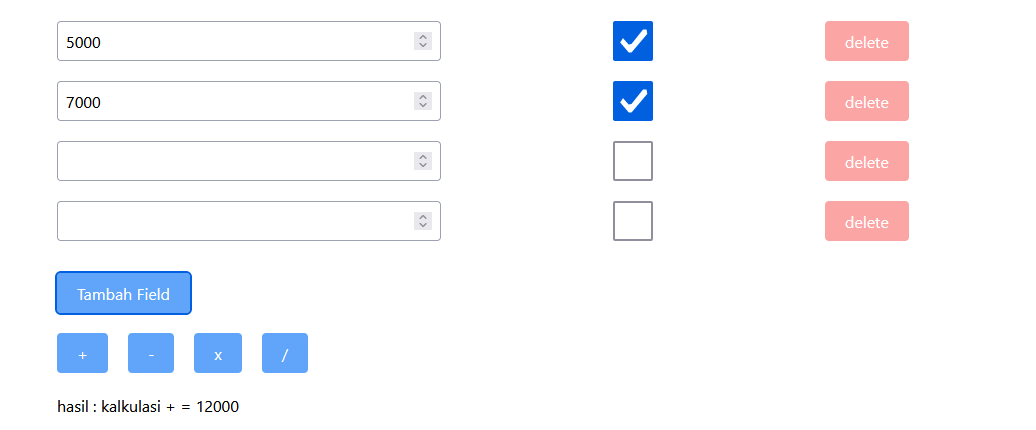 5000 delete
7000 delete
delete
delete
Tambah Field
+ - x /
hasil : kalkulasi + = 12000